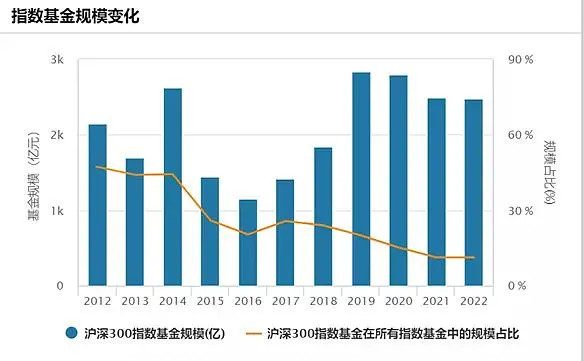 指数基金规模变化
3k
90 %
2k
60 %
1k
30 %
0
0 %
基金规模（亿元）
规模占比(%)
2012 2013 2014 2015 2016 2017 2018 2019 2020 2021 2022
沪深300指数基金规模(亿) 沪深300指数基金在所有指数基金中的规模占比